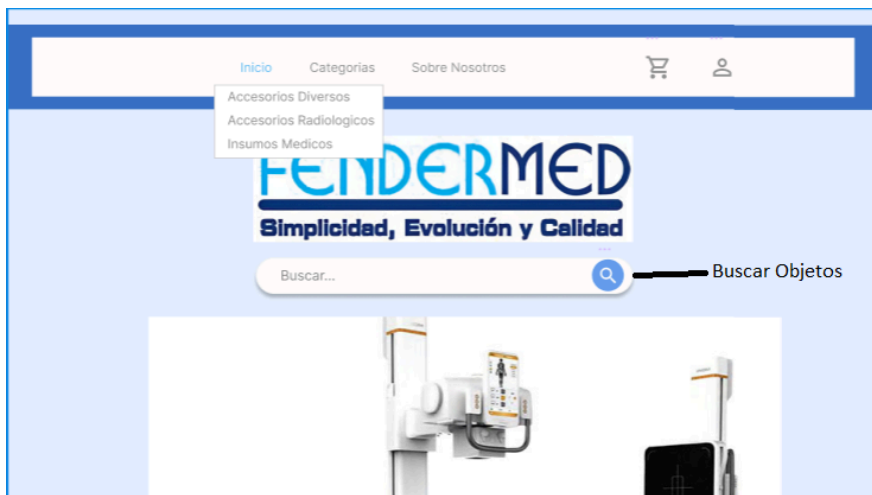 Inicio Categorias Sobre Nosotros
Accesorios Diversos
Accesorios Radiologicos
Insumos Medicos
FENDERMED
Simplicidad, Evolución y Calidad
Buscar...
Buscar Objetos